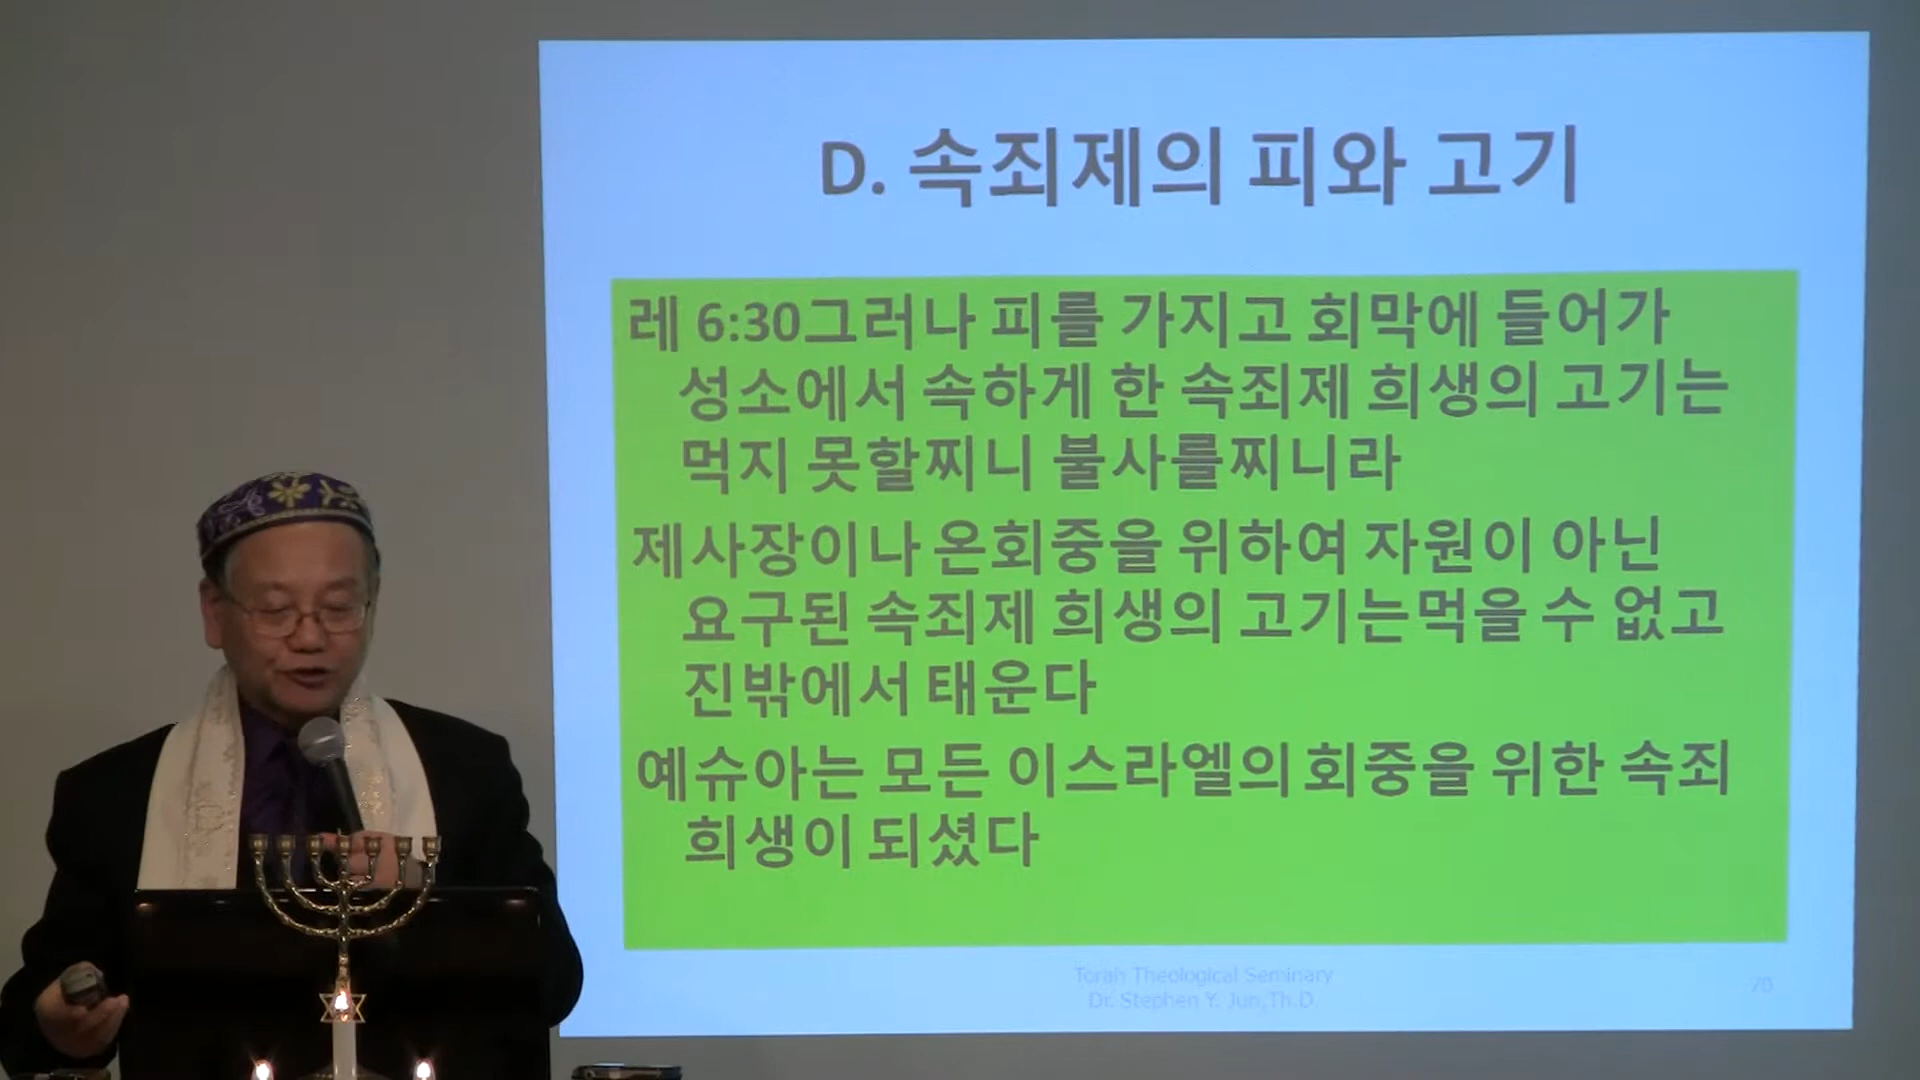 D. 속죄제의 피와 고기
레 6:30그러나 피를 가지고 회막에 들어가
성소에서 속하게 한 속죄제 희생의 고기는
먹지 못할찌니 불사를찌니라
제사장이나 온회중을 위하여 자원이 아닌
요구된 속죄제 희생의 고기는먹을 수 없고
진밖에서 태운다
예슈아는 모든 이스라엘의 회중을 위한 속죄
희생이 되셨다
Torah Theological Seminary
Dr. Stephen Y. Jun,Th.D.
70